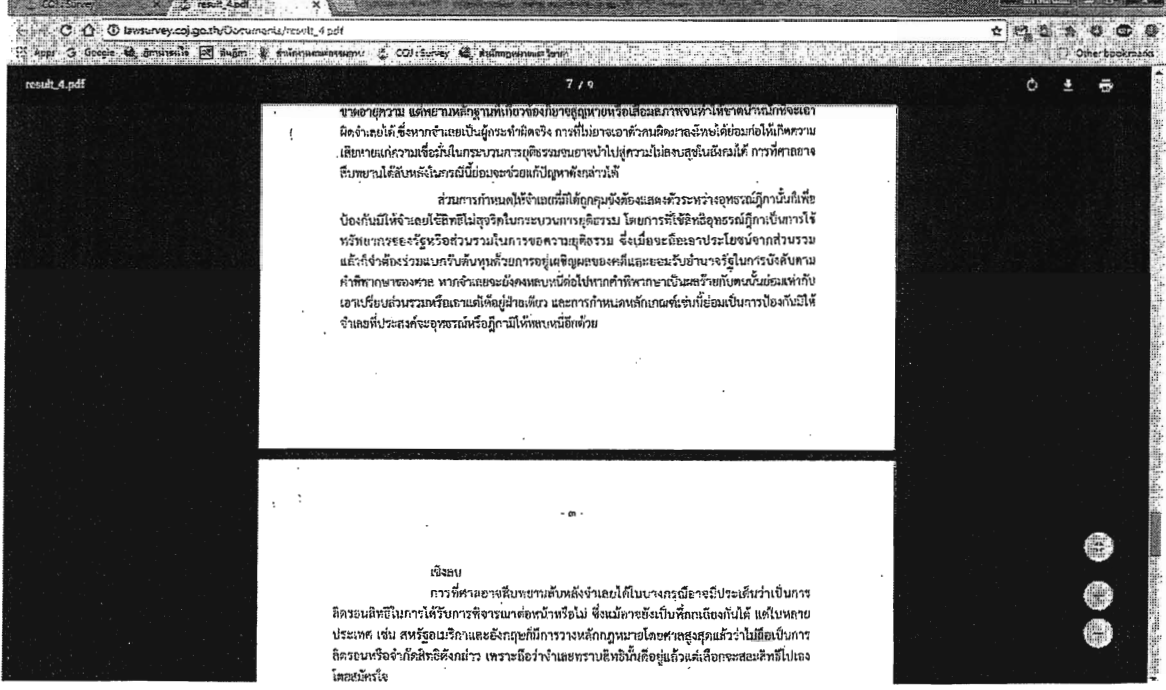 COJ : Survey
result_4.pdf
lawsurvey.coj.go.th/Documents/result_4.pdf
Apps Google COJ : Survey Other bookmarks
result_4.pdf
7 / 9
ขาดอายุความ แต่พยานหลักฐานที่เกี่ยวข้องก็อาจสูญหายหรือเสื่อมสภาพจนทำให้ขาดน้ำหนักที่จะเอา
ผิดจำเลยได้ ซึ่งหากจำเลยเป็นผู้กระทำผิดจริง การที่ไม่อาจเอาตัวคนผิดมาลงโทษได้ย่อมก่อให้เกิดความ
เสียหายแก่ความเชื่อมั่นในกระบวนการยุติธรรมจนอาจนำไปสู่ความไม่สงบสุขในสังคมได้ การที่ศาลอาจ
สืบพยานได้ลับหลังในกรณีนี้ย่อมจะช่วยแก้ปัญหาดังกล่าวได้
ส่วนการกำหนดให้จำเลยที่มิได้ถูกคุมขังต้องแสดงตัวระหว่างอุทธรณ์ฎีกานั้นก็เพื่อ
ป้องกันมิให้จำเลยใช้สิทธิไม่สุจริตในกระบวนการยุติธรรม โดยการที่ใช้สิทธิอุทธรณ์ฎีกาเป็นการใช้
ทรัพยากรของรัฐหรือส่วนรวมในการขอความยุติธรรม ซึ่งเมื่อจะถือเอาประโยชน์จากส่วนรวม
แล้วก็จำต้องร่วมแบกรับต้นทุนด้วยการอยู่เผชิญผลของคดีและยอมรับอำนาจรัฐในการบังคับตาม
คำพิพากษาของศาล หากจำเลยจะยังคงหลบหนีต่อไปหากคำพิพากษาเป็นผลร้ายกับตนนั้นย่อมเท่ากับ
เอาเปรียบส่วนรวมหรือเอาแต่ได้อยู่ฝ่ายเดียว และการกำหนดหลักเกณฑ์เช่นนี้ย่อมเป็นการป้องกันมิให้
จำเลยที่ประสงค์จะอุทธรณ์หรือฎีกามิให้หลบหนีอีกด้วย
- ๓ -
เชิงลบ
การที่ศาลอาจสืบพยานลับหลังจำเลยได้ในบางกรณีอาจมีประเด็นว่าเป็นการ
ลิดรอนสิทธิในการได้รับการพิจารณาต่อหน้าหรือไม่ ซึ่งแม้อาจยังเป็นที่ถกเถียงกันได้ แต่ในหลาย
ประเทศ เช่น สหรัฐอเมริกาและอังกฤษก็มีการวางหลักกฎหมายโดยศาลสูงสุดแล้วว่าไม่ถือเป็นการ
ลิดรอนหรือจำกัดสิทธิดังกล่าว เพราะถือว่าจำเลยทราบสิทธินั้นดีอยู่แล้วแต่เลือกจะสละสิทธิไปเอง
โดยสมัครใจ